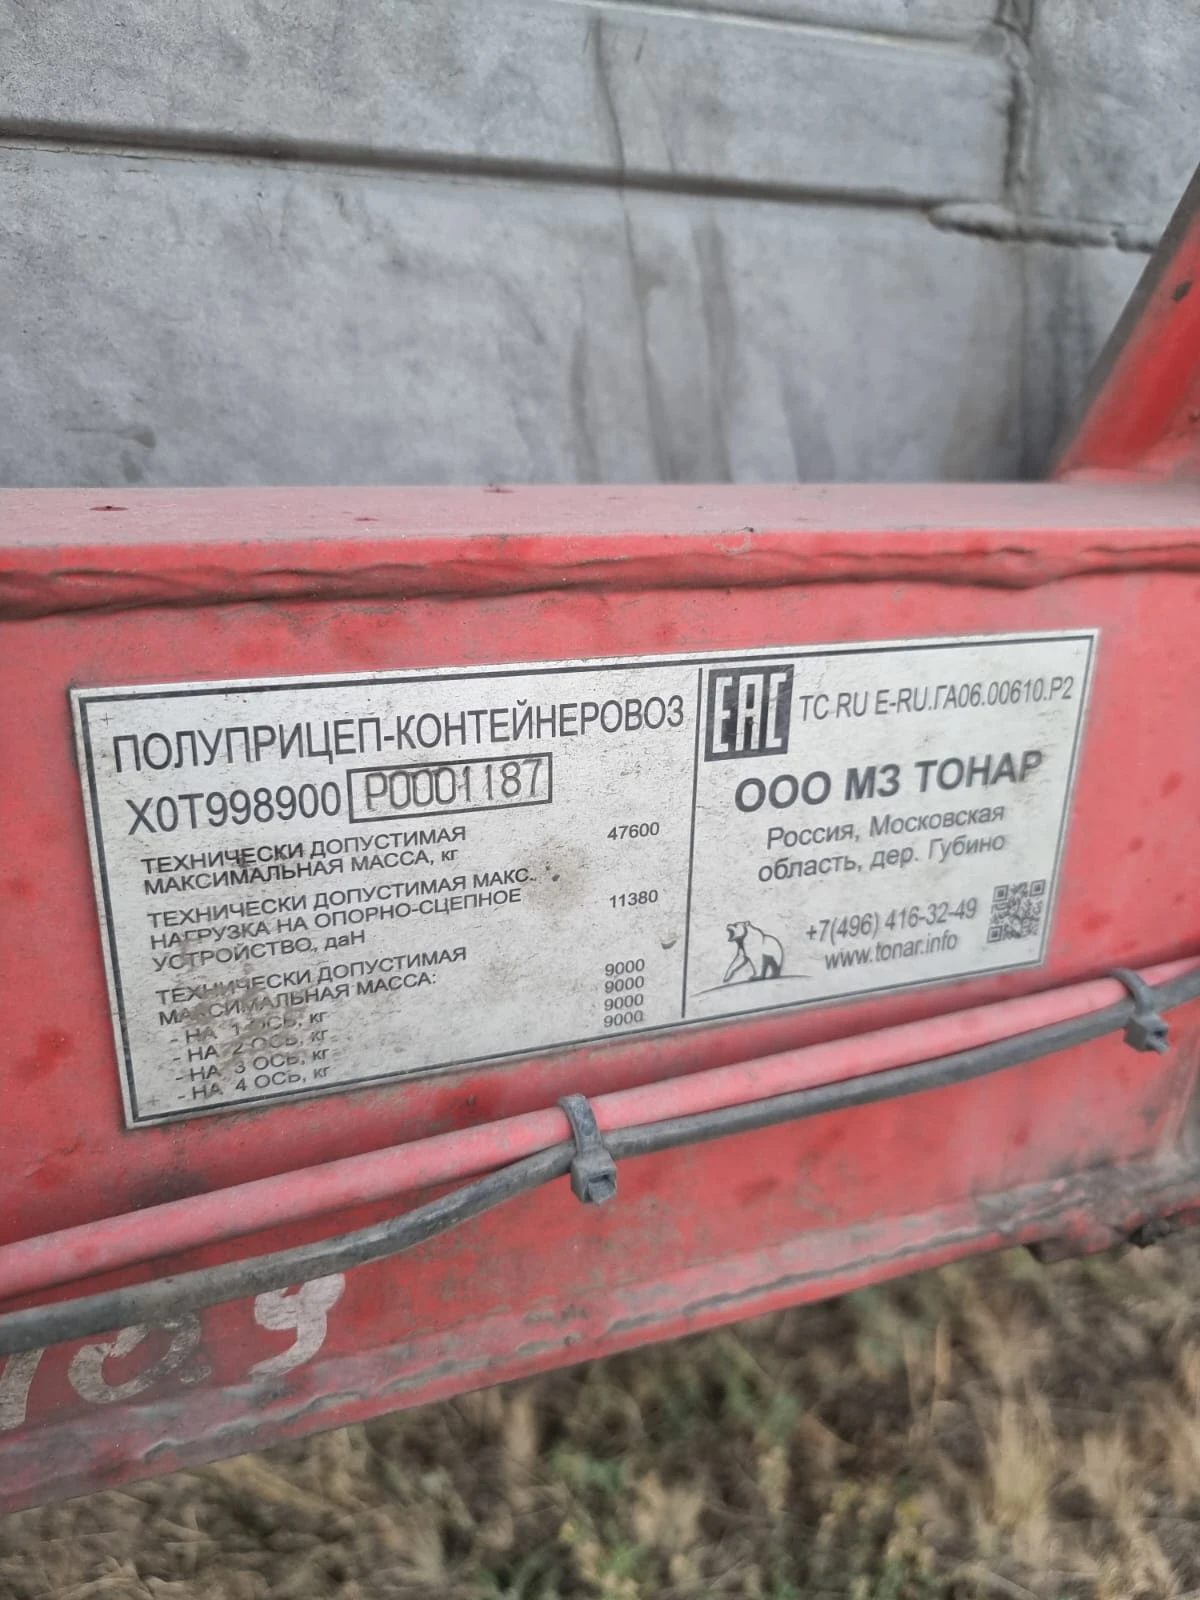 ПОЛУПРИЦЕП-КОНТЕЙНЕРОВОЗ
X0T998900 P0001187
ТЕХНИЧЕСКИ ДОПУСТИМАЯ
МАКСИМАЛЬНАЯ МАССА, кг 47600
ТЕХНИЧЕСКИ ДОПУСТИМАЯ МАКС.
НАГРУЗКА НА ОПОРНО-СЦЕПНОЕ 11380
УСТРОЙСТВО, даН
ТЕХНИЧЕСКИ ДОПУСТИМАЯ
МАКСИМАЛЬНАЯ МАССА:
- НА 1 ОСЬ, кг 9000
- НА 2 ОСЬ, кг 9000
- НА 3 ОСЬ, кг 9000
- НА 4 ОСЬ, кг 9000
EAC TC RU E-RU.ГА06.00610.P2
ООО МЗ ТОНАР
Россия, Московская
область, дер. Губино
+7(496) 416-32-49
www.tonar.info